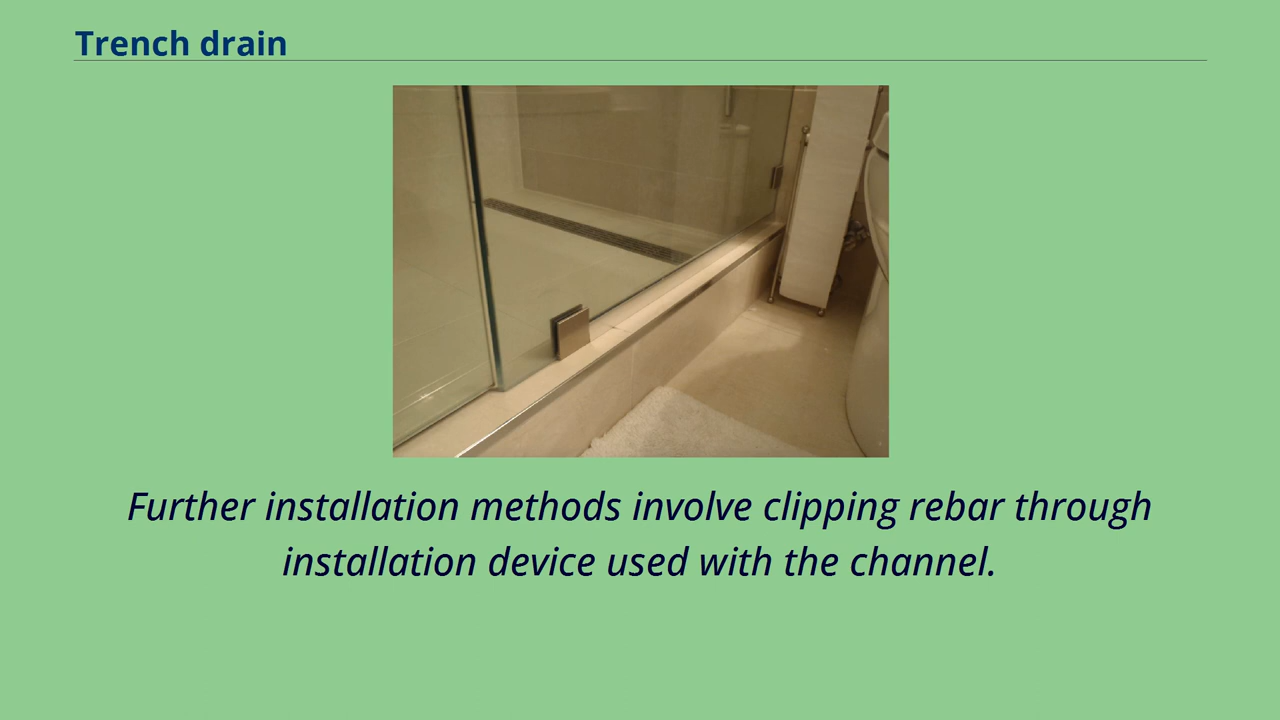 Trench drain
Further installation methods involve clipping rebar through
installation device used with the channel.